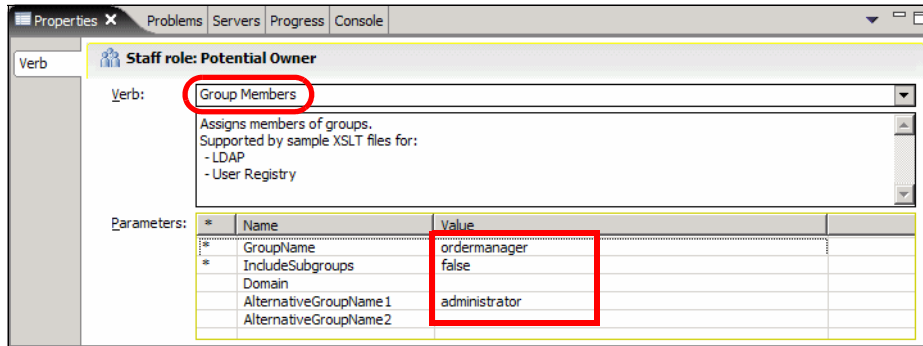 Properties Problems Servers Progress Console
Verb
Staff role: Potential Owner
Verb: Group Members
Assigns members of groups.
Supported by sample XSLT files for:
- LDAP
- User Registry
Parameters: * Name Value
* GroupName ordermanager
* IncludeSubgroups false
Domain
AlternativeGroupName1 administrator
AlternativeGroupName2